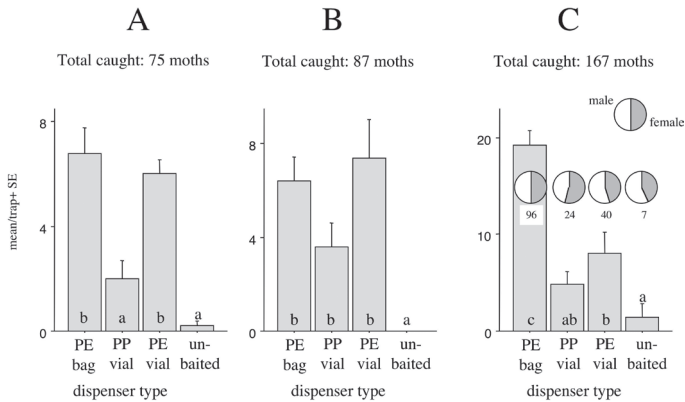 A
Total caught: 75 moths
mean/trap+ SE
8
4
0
b
a
b
a
PE bag
PP vial
PE vial
un-baited
dispenser type
B
Total caught: 87 moths
8
4
0
b
b
b
a
PE bag
PP vial
PE vial
un-baited
dispenser type
C
Total caught: 167 moths
male
female
20
10
0
96
24
40
7
c
ab
b
a
PE bag
PP vial
PE vial
un-baited
dispenser type